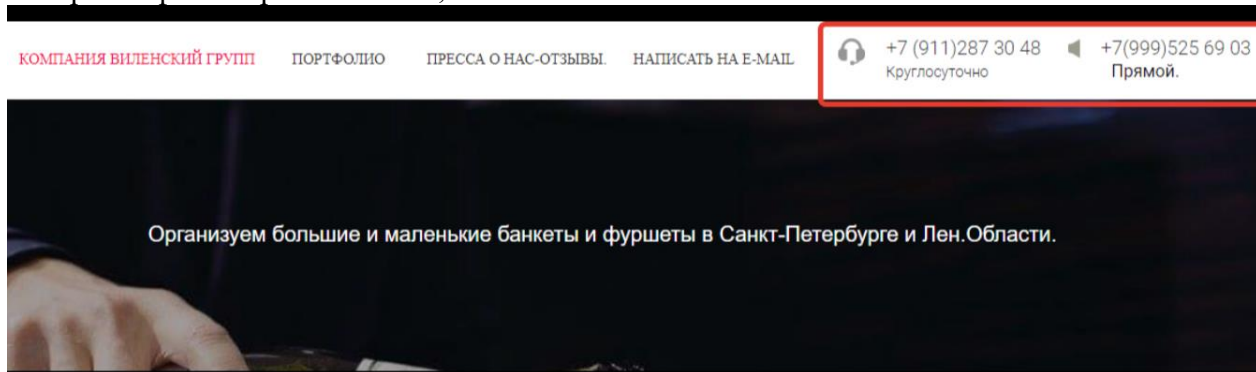 КОМПАНИЯ ВИЛЕНСКИЙ ГРУПП ПОРТФОЛИО ПРЕССА О НАС-ОТЗЫВЫ. НАПИСАТЬ НА E-MAIL
+7 (911)287 30 48
Круглосуточно
+7(999)525 69 03
Прямой.
Организуем большие и маленькие банкеты и фуршеты в Санкт-Петербурге и Лен.Области.